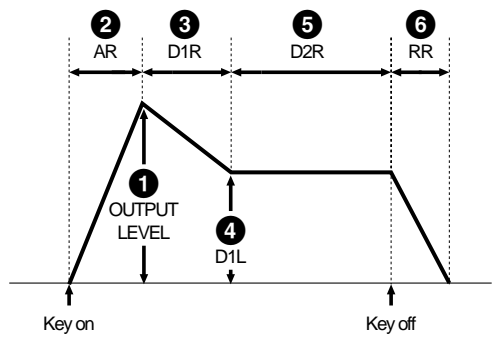 2 3 5 6
AR D1R D2R RR
1
OUTPUT
LEVEL
4
D1L
Key on Key off